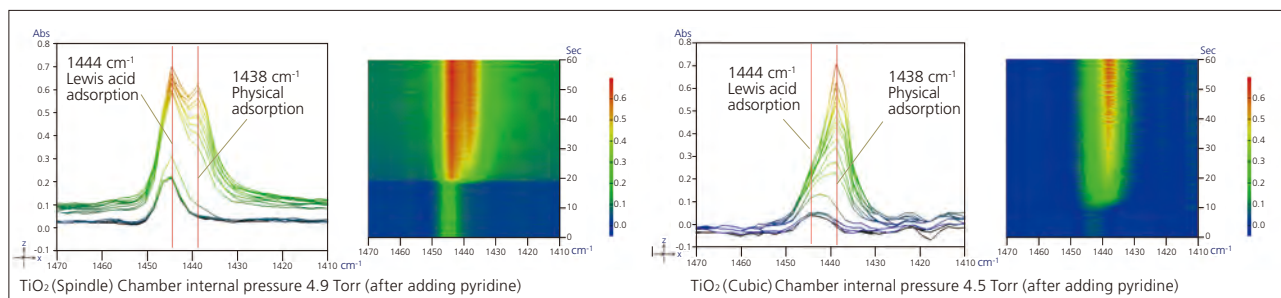 Abs
0.8
0.7
0.6
0.5
0.4
0.3
0.2
0.1
0.0
-0.1
1444 cm-1
Lewis acid
adsorption
1438 cm-1
Physical
adsorption
z
x
1470 1460 1450 1440 1430 1420 1410 cm-1
Sec
60
50
40
30
20
10
0
1470 1460 1450 1440 1430 1420 1410 cm-1
0.6
0.5
0.4
0.3
0.2
0.1
0.0
TiO2 (Spindle) Chamber internal pressure 4.9 Torr (after adding pyridine)
Abs
0.8
0.7
0.6
0.5
0.4
0.3
0.2
0.1
0.0
-0.1
1444 cm-1
Lewis acid
adsorption
1438 cm-1
Physical
adsorption
z
x
1470 1460 1450 1440 1430 1420 1410 cm-1
Sec
60
50
40
30
20
10
0
1470 1460 1450 1440 1430 1420 1410 cm-1
0.6
0.5
0.4
0.3
0.2
0.1
0.0
TiO2 (Cubic) Chamber internal pressure 4.5 Torr (after adding pyridine)